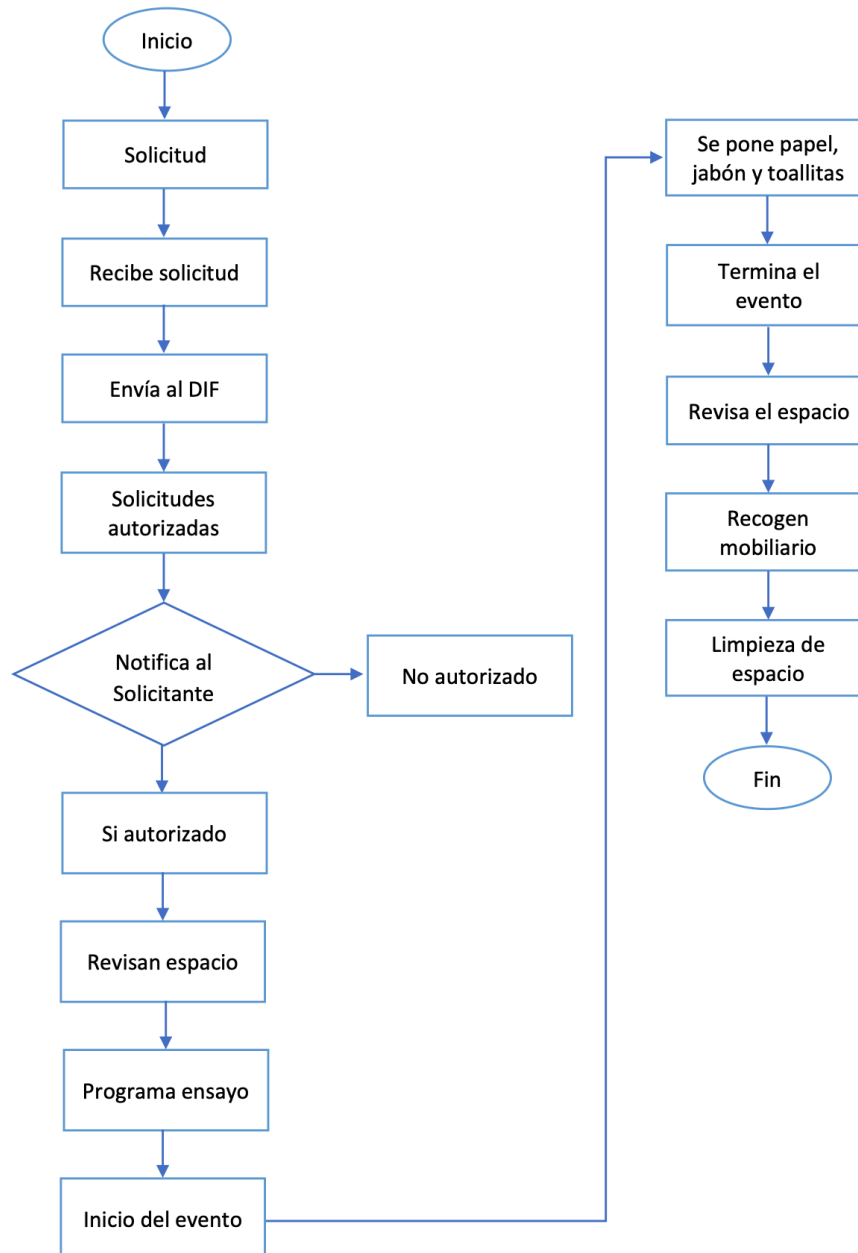 Inicio
Solicitud
Recibe solicitud
Envía al DIF
Solicitudes
autorizadas
Notifica al
Solicitante
No autorizado
Si autorizado
Revisan espacio
Programa ensayo
Inicio del evento
Se pone papel,
jabón y toallitas
Termina el
evento
Revisa el espacio
Recogen
mobiliario
Limpieza de
espacio
Fin